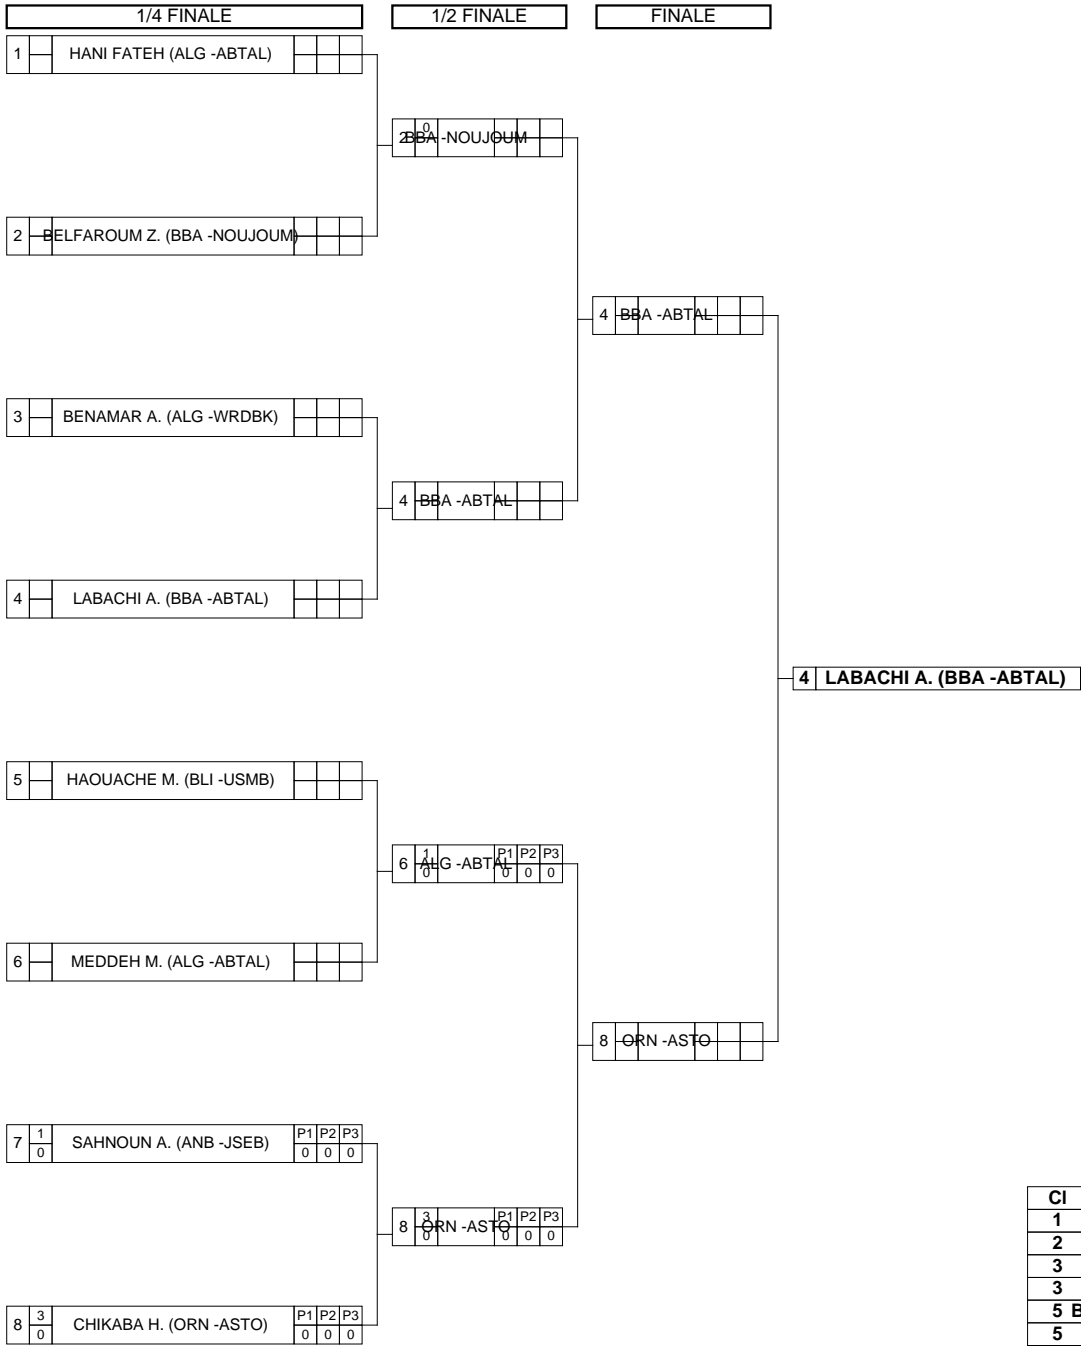 1/4 FINALE 1/2 FINALE FINALE
1 HANI FATEH (ALG -ABTAL)
2 0 BBA -NOUJOUM
2 BELFAROUM Z. (BBA -NOUJOUM)
4 BBA -ABTAL
3 BENAMAR A. (ALG -WRDBK)
4 BBA -ABTAL
4 LABACHI A. (BBA -ABTAL)
4 LABACHI A. (BBA -ABTAL)
5 HAOUACHE M. (BLI -USMB)
6 1 0 ALG -ABTAL P1 P2 P3
0 0 0
6 MEDDEH M. (ALG -ABTAL)
8 ORN -ASTO
7 1 0 SAHNOUN A. (ANB -JSEB) P1 P2 P3
0 0 0
8 3 0 ORN -ASTO P1 P2 P3
0 0 0
8 3 0 CHIKABA H. (ORN -ASTO) P1 P2 P3
0 0 0
Cl
1
2
3
3
5 B
5